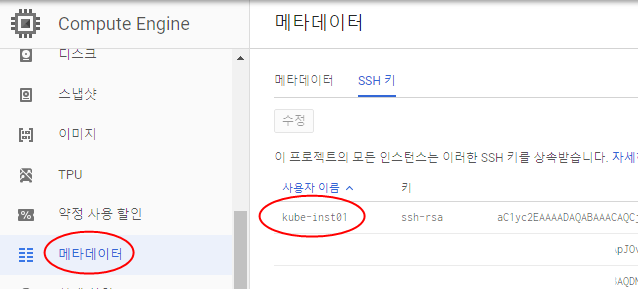 Compute Engine
디스크
스냅샷
이미지
TPU
약정 사용 할인
메타데이터
메타데이터
메타데이터 SSH 키
수정
이 프로젝트의 모든 인스턴스는 이러한 SSH 키를 상속받습니다. 자세
사용자 이름 키
kube-inst01 ssh-rsa